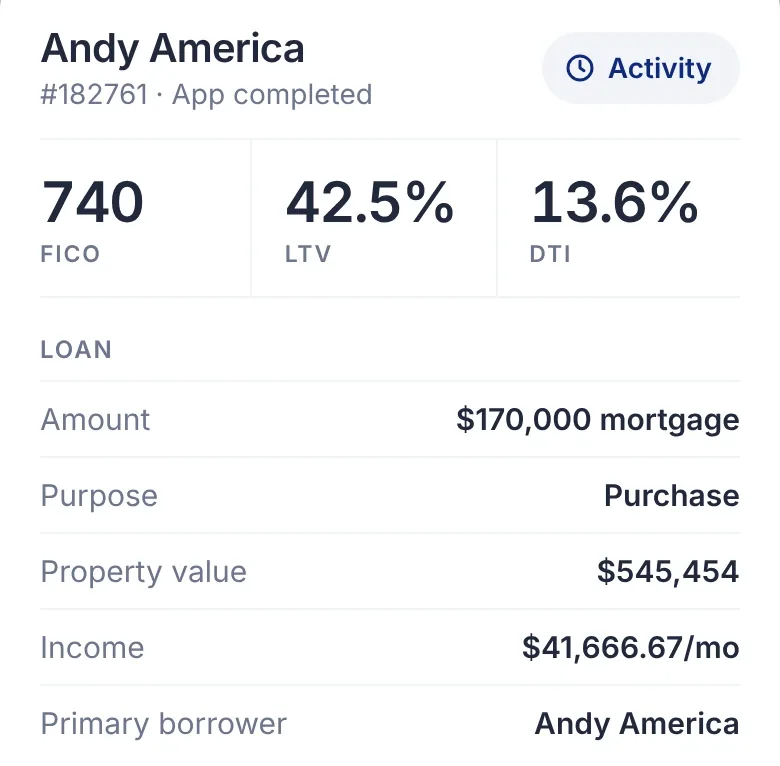 Andy America
#182761 · App completed
Activity
740
FICO
42.5%
LTV
13.6%
DTI
LOAN
Amount $170,000 mortgage
Purpose Purchase
Property value $545,454
Income $41,666.67/mo
Primary borrower Andy America